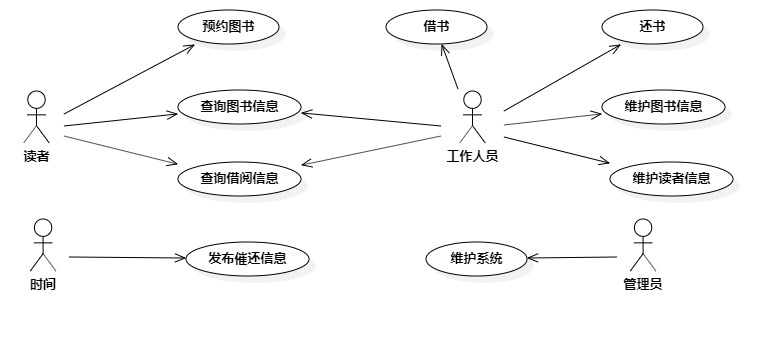 预约图书
借书
还书
查询图书信息
维护图书信息
读者
工作人员
查询借阅信息
维护读者信息
发布催还信息
维护系统
时间
管理员